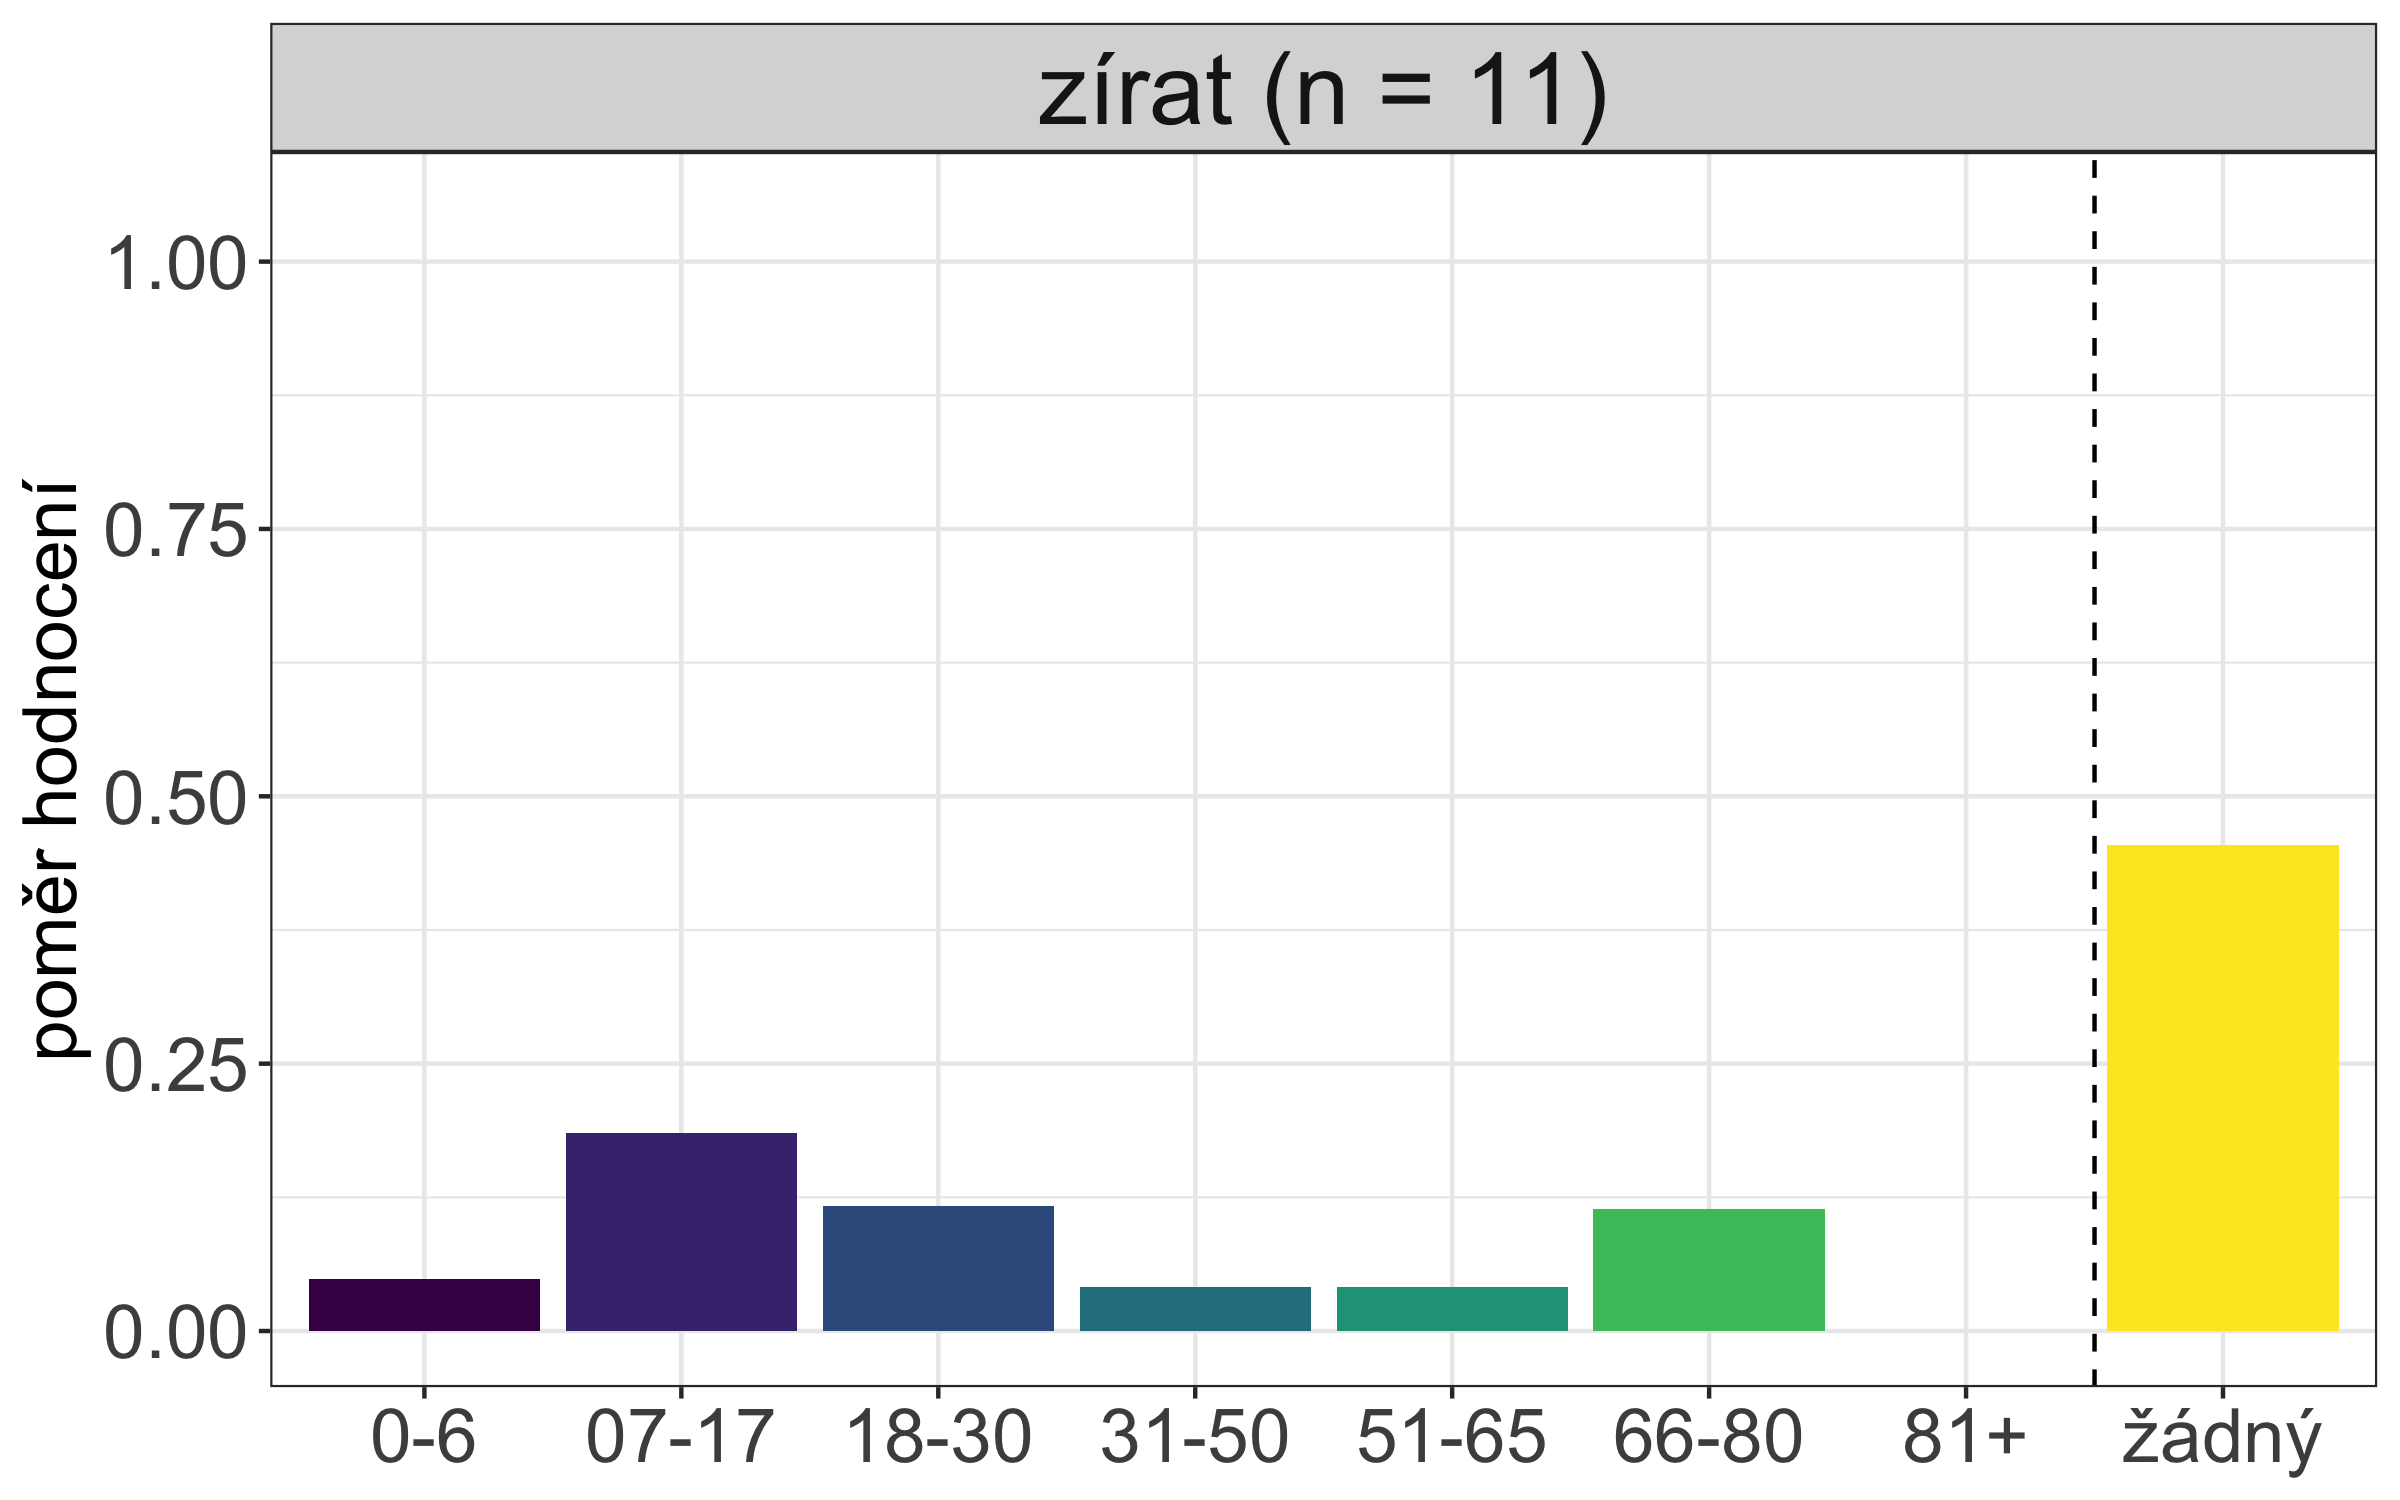 zírat (n = 11)
poměr hodnocení
1.00
0.75
0.50
0.25
0.00
0-6 07-17 18-30 31-50 51-65 66-80 81+ žádný